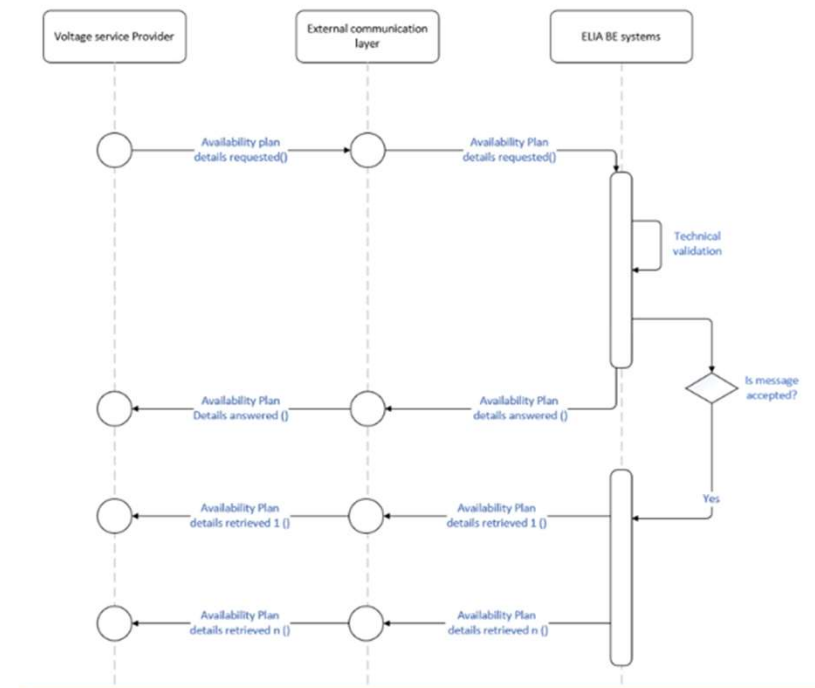 Voltage service Provider
External communication
layer
ELIA BE systems
Availability plan
details requested()
Availability Plan
details requested()
Technical
validation
Is message
accepted?
Availability Plan
Details answered ()
Availability Plan
details answered ()
Yes
Availability Plan
details retrieved 1 ()
Availability Plan
details retrieved 1 ()
Availability Plan
details retrieved n ()
Availability Plan
details retrieved n ()